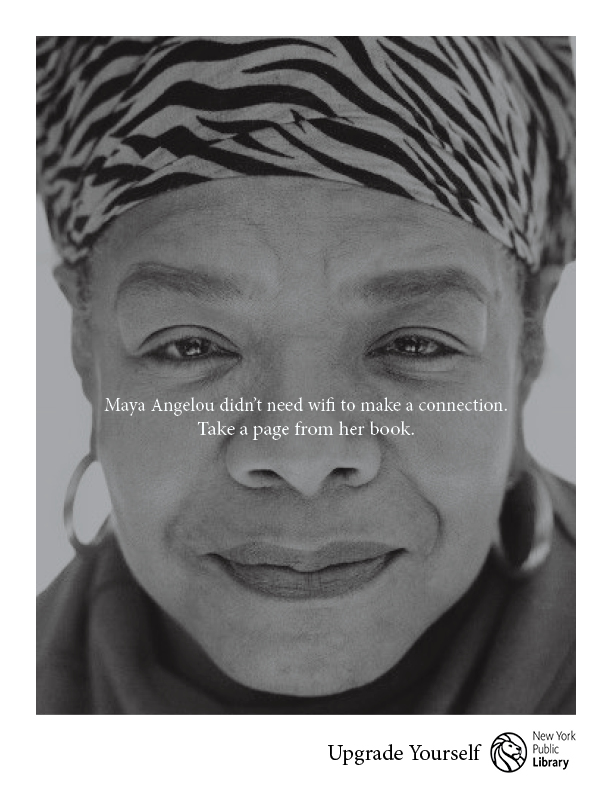 Maya Angelou didn't need wifi to make a connection.
Take a page from her book.
Upgrade Yourself
New York
Public
Library